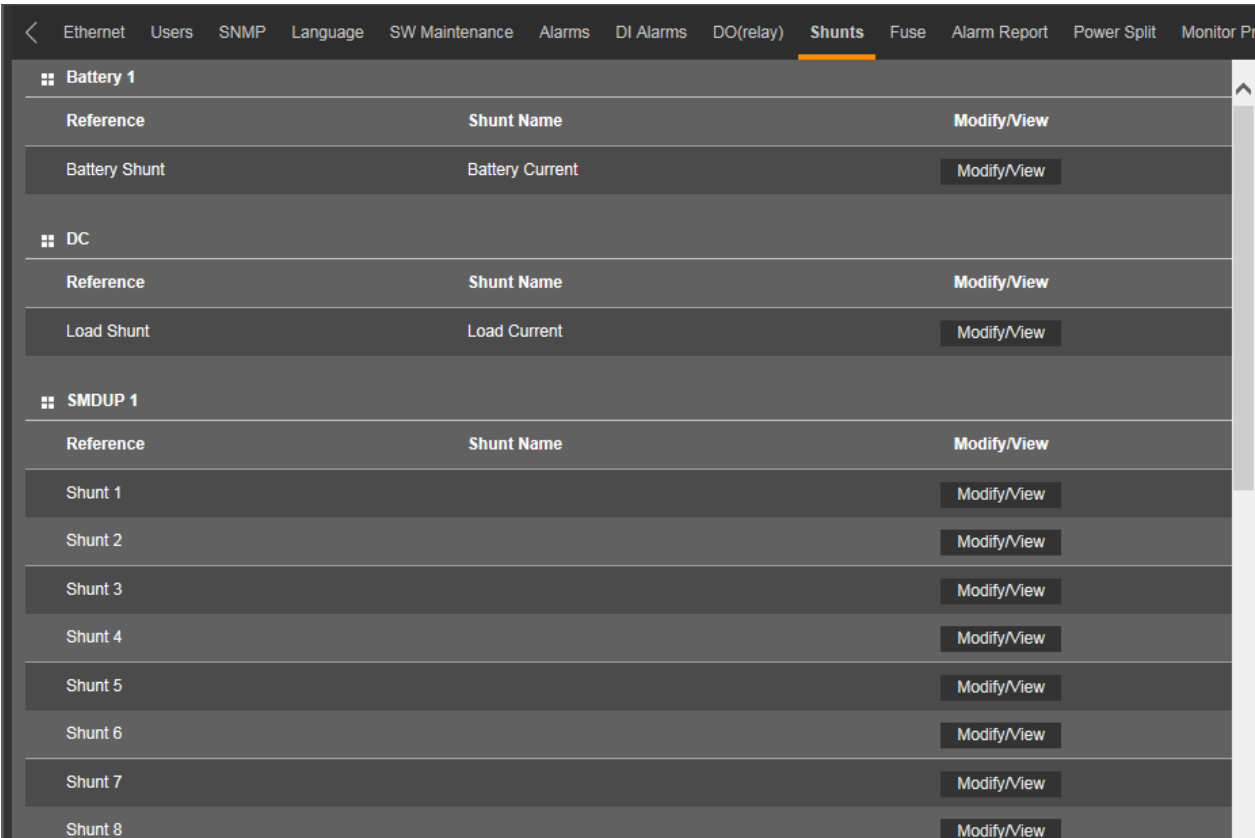 Ethernet Users SNMP Language SW Maintenance Alarms DI Alarms DO(relay) Shunts Fuse Alarm Report Power Split Monitor Pr
Battery 1
Reference Shunt Name Modify/View
Battery Shunt Battery Current Modify/View
DC
Reference Shunt Name Modify/View
Load Shunt Load Current Modify/View
SMDUP 1
Reference Shunt Name Modify/View
Shunt 1 Modify/View
Shunt 2 Modify/View
Shunt 3 Modify/View
Shunt 4 Modify/View
Shunt 5 Modify/View
Shunt 6 Modify/View
Shunt 7 Modify/View
Shunt 8 Modify/View